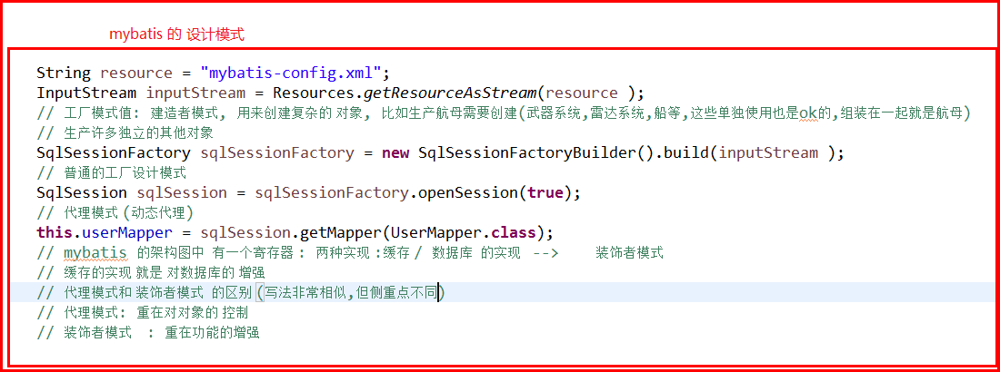 mybatis 的 设计模式
String resource = "mybatis-config.xml";
InputStream inputStream = Resources.getResourceAsStream(resource );
// 工厂模式值: 建造者模式, 用来创建复杂的 对象, 比如生产航母需要创建(武器系统,雷达系统,船等,这些单独使用也是ok的,组装在一起就是航母)
// 生产许多独立的其他对象
SqlSessionFactory sqlSessionFactory = new SqlSessionFactoryBuilder().build(inputStream );
// 普通的工厂设计模式
SqlSession sqlSession = sqlSessionFactory.openSession(true);
// 代理模式(动态代理)
this.userMapper = sqlSession.getMapper(UserMapper.class);
// mybatis 的架构图中 有一个寄存器: 两种实现:缓存/ 数据库 的实现 --> 装饰者模式
// 缓存的实现 就是 对数据库的 增强
// 代理模式和 装饰者模式 的区别(写法非常相似,但侧重点不同)
// 代理模式: 重在对对象的 控制
// 装饰者模式 : 重在功能的增强